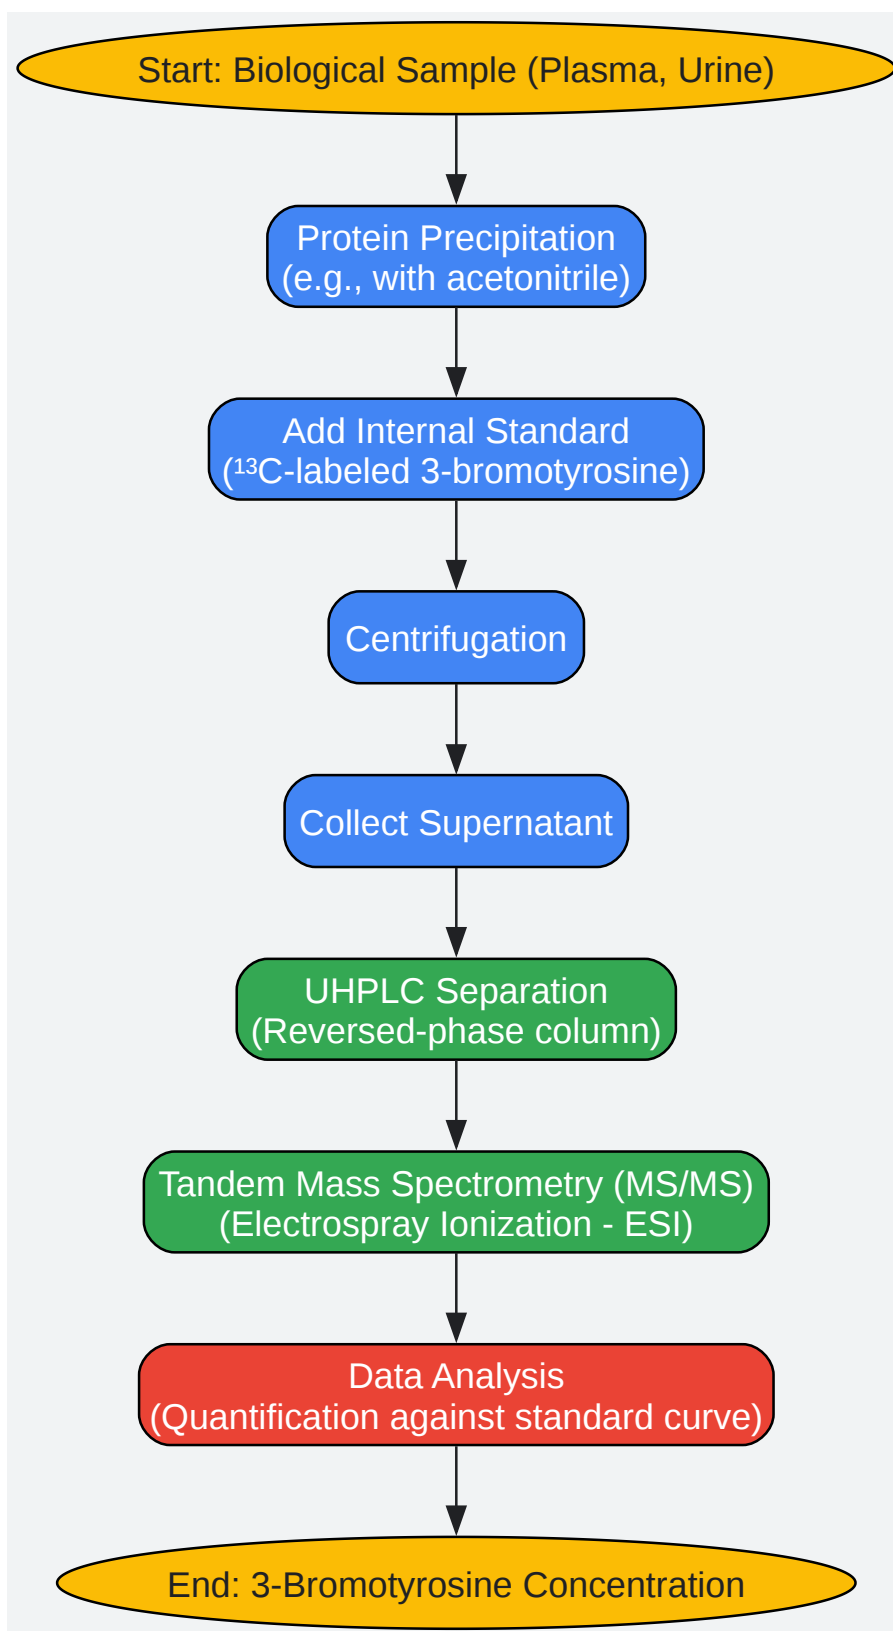 Start: Biological Sample (Plasma, Urine)
Protein Precipitation
(e.g., with acetonitrile)
Add Internal Standard
(¹³C-labeled 3-bromotyrosine)
Centrifugation
Collect Supernatant
UHPLC Separation
(Reversed-phase column)
Tandem Mass Spectrometry (MS/MS)
(Electrospray Ionization - ESI)
Data Analysis
(Quantification against standard curve)
End: 3-Bromotyrosine Concentration